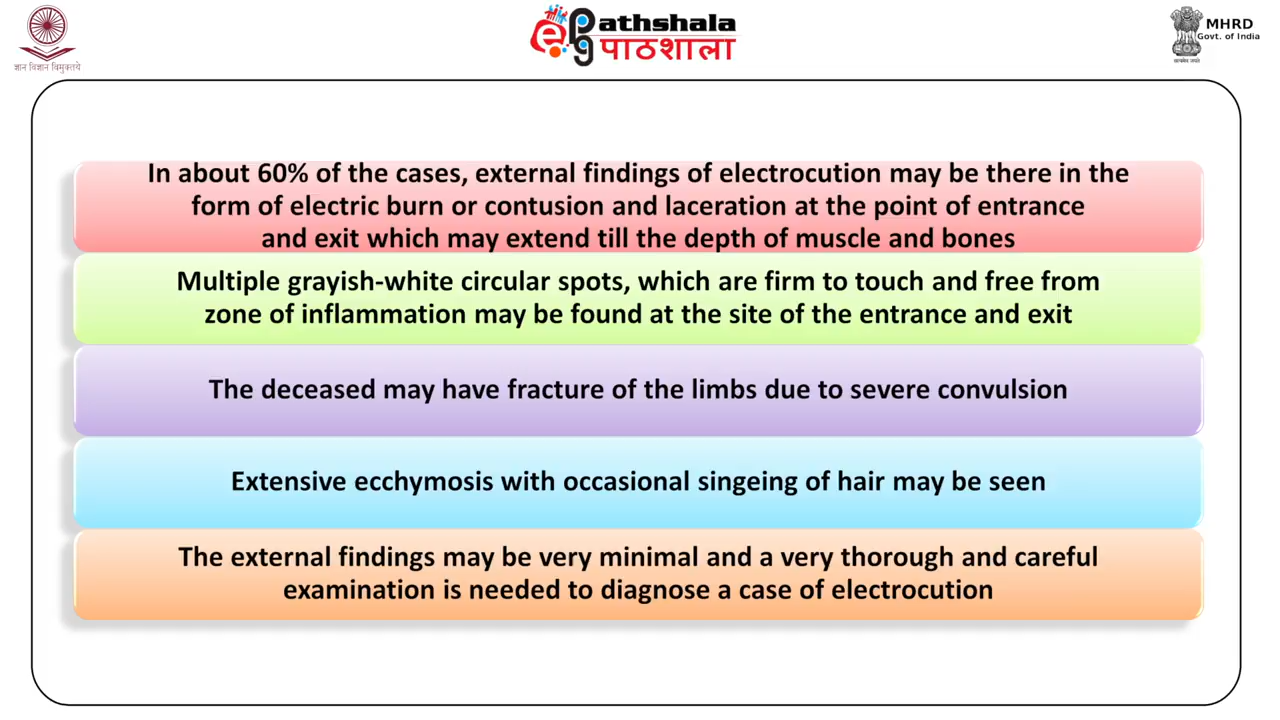 ज्ञान विज्ञान विमुक्तये
ePg Pathshala
पाठशाला
MHRD
Govt. of India
सत्यमेव जयते
In about 60% of the cases, external findings of electrocution may be there in the
form of electric burn or contusion and laceration at the point of entrance
and exit which may extend till the depth of muscle and bones
Multiple grayish-white circular spots, which are firm to touch and free from
zone of inflammation may be found at the site of the entrance and exit
The deceased may have fracture of the limbs due to severe convulsion
Extensive ecchymosis with occasional singeing of hair may be seen
The external findings may be very minimal and a very thorough and careful
examination is needed to diagnose a case of electrocution